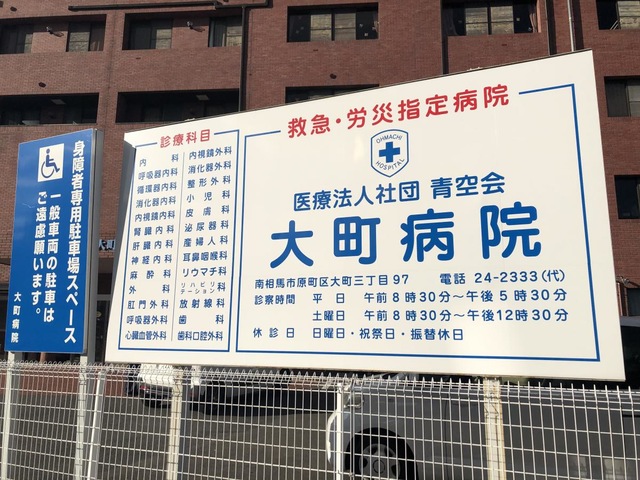 身障者専用駐車場スペース
一般車両の駐車は
ご遠慮願います。
大町病院
診療科目
内科
呼吸器内科
循環器内科
消化器内科
内視鏡内科
腎臓内科
肝臓内科
神経内科
麻酔科
外科
肛門外科
呼吸器外科
心臓血管外科
内視鏡外科
消化器外科
整形外科
小児科
皮膚科
泌尿器科
産婦人科
耳鼻咽喉科
リウマチ科
リハビリテーション科
放射線科
歯科
歯科口腔外科
救急・労災指定病院
OHMACHI
HOSPITAL
医療法人社団 青空会
大町病院
南相馬市原町区大町三丁目97 電話 24-2333(代)
診察時間 平日 午前8時30分～午後5時30分
土曜日 午前8時30分～午後12時30分
休診日 日曜日・祝祭日・振替休日
大町